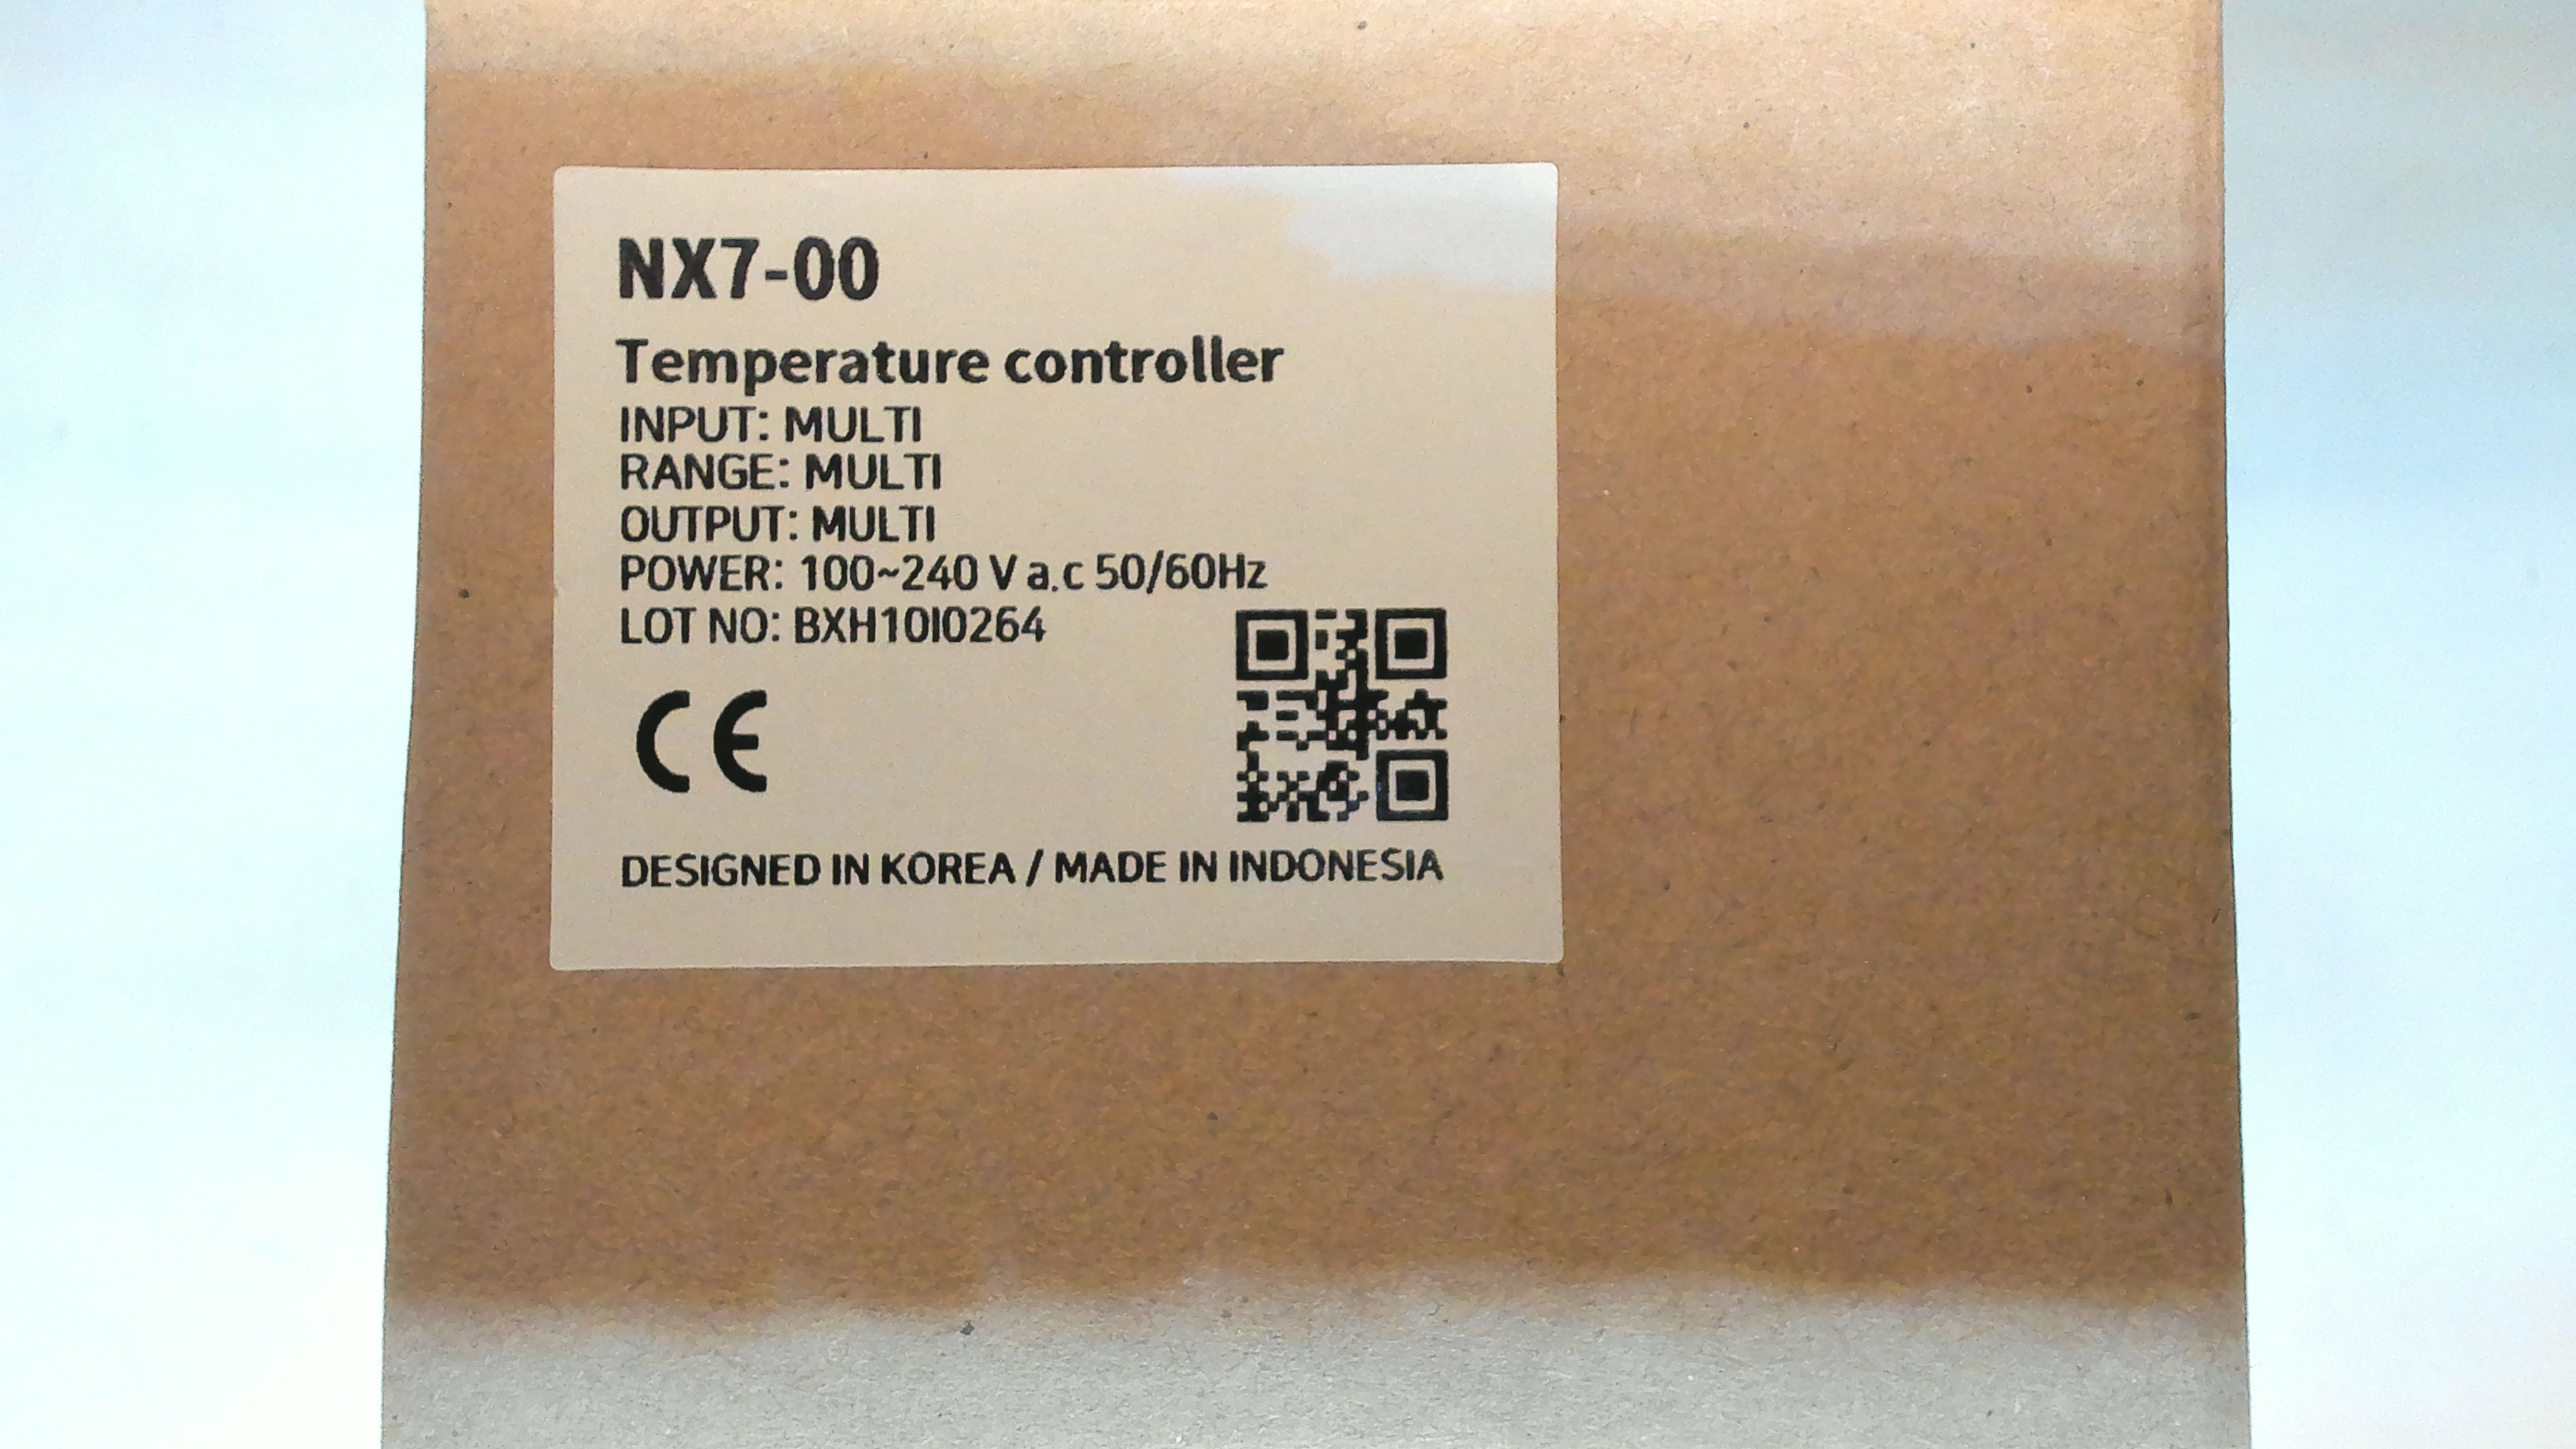 NX7-00
Temperature controller
INPUT: MULTI
RANGE: MULTI
OUTPUT: MULTI
POWER: 100~240 V a.c 50/60Hz
LOT NO: BXH10I0264
CE
DESIGNED IN KOREA / MADE IN INDONESIA